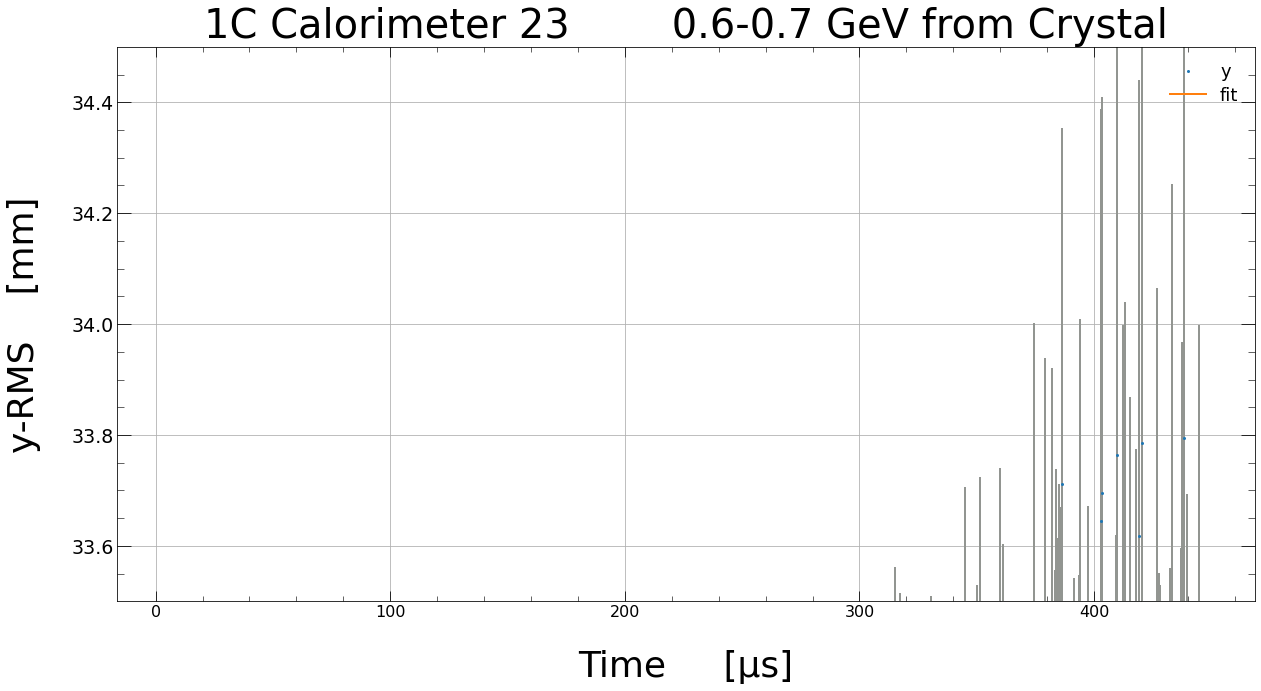 1C Calorimeter 23 0.6-0.7 GeV from Crystal
y
fit
34.4
34.2
34.0
33.8
33.6
y-RMS [mm]
0 100 200 300 400
Time [μs]